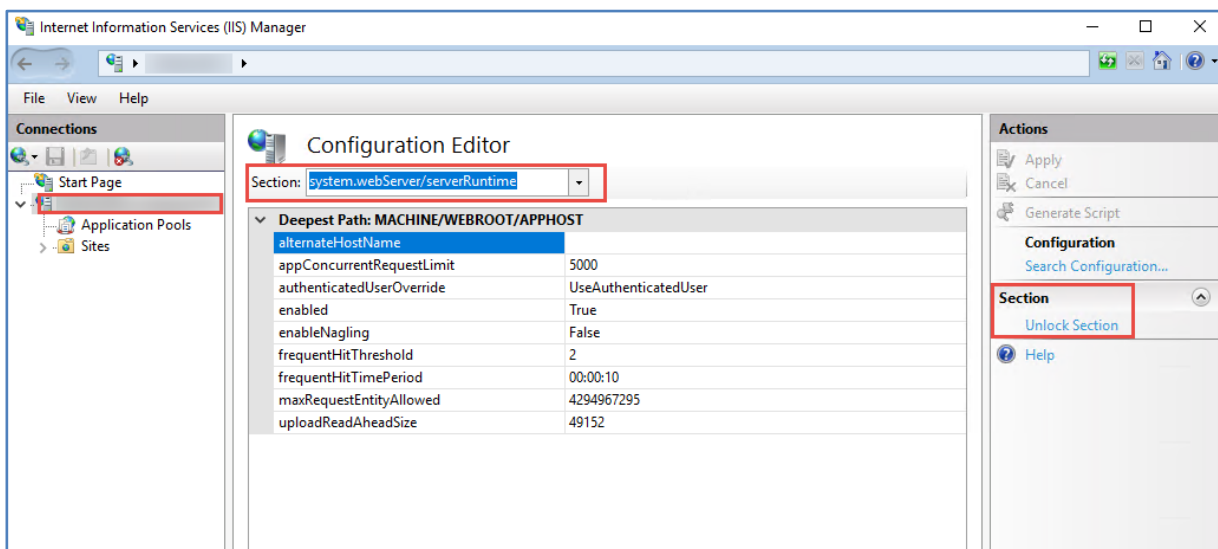 Internet Information Services (IIS) Manager
File View Help
Connections
Start Page
Application Pools
Sites
Configuration Editor
Section: system.webServer/serverRuntime
Deepest Path: MACHINE/WEBROOT/APPHOST
alternateHostName
appConcurrentRequestLimit 5000
authenticatedUserOverride UseAuthenticatedUser
enabled True
enableNagling False
frequentHitThreshold 2
frequentHitTimePeriod 00:00:10
maxRequestEntityAllowed 4294967295
uploadReadAheadSize 49152
Actions
Apply
Cancel
Generate Script
Configuration
Search Configuration...
Section
Unlock Section
Help